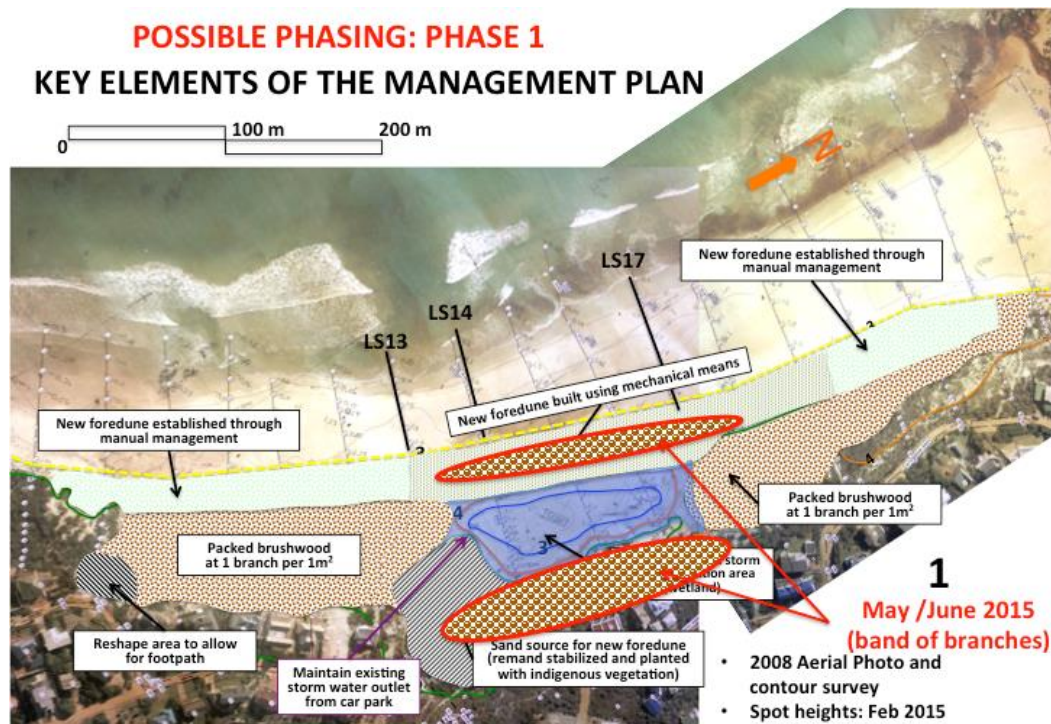 POSSIBLE PHASING: PHASE 1
KEY ELEMENTS OF THE MANAGEMENT PLAN
0
100 m
200 m
N
LS17
LS14
LS13
New foredune established through
manual management
3
New foredune built using mechanical means
3
New foredune established through
manual management
4
Packed brushwood
at 1 branch per 1m²
4
3
Packed brushwood
at 1 branch per 1m²
storm
area
Reshape area to allow
for footpath
Maintain existing
storm water outlet
from car park
Sand source for new foredune
(remand stabilized and planted
with indigenous vegetation)
1
May /June 2015
(band of branches)
• 2008 Aerial Photo and
contour survey
• Spot heights: Feb 2015